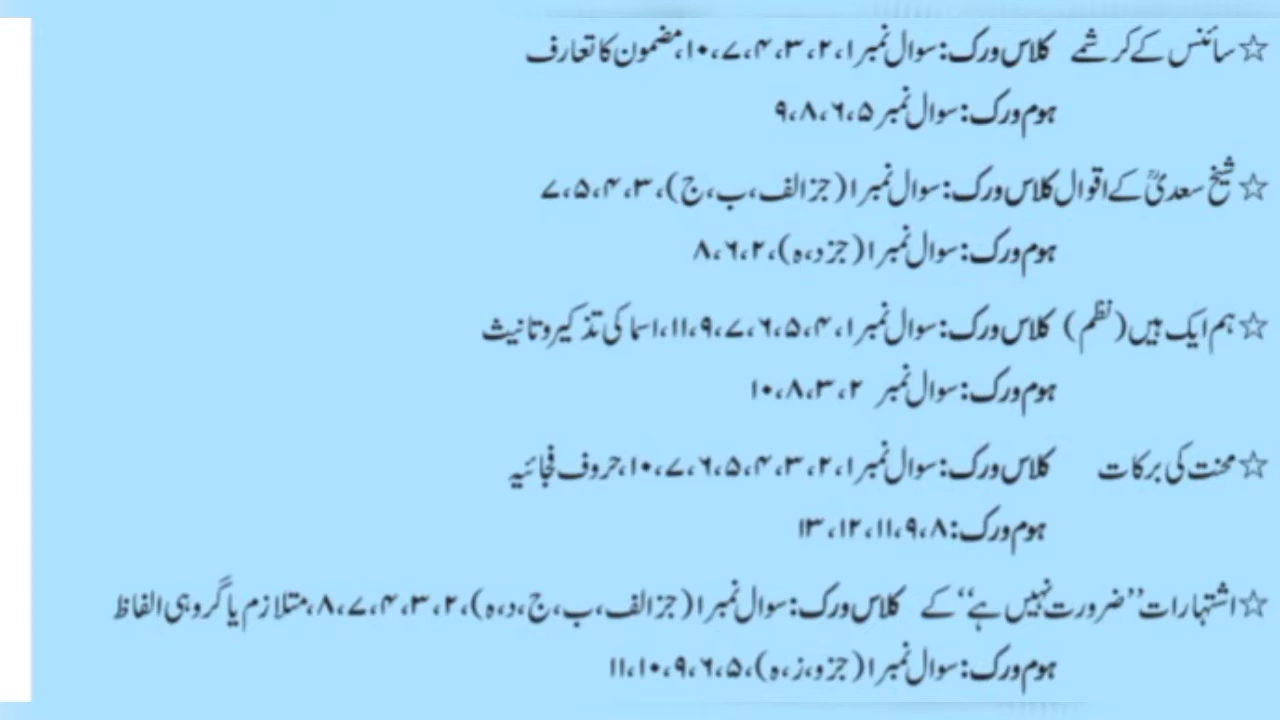 ☆ سائنس کے کرشمے کلاس ورک: سوال نمبر ۱، ۲، ۳، ۴، ۷، ۱۰، مضمون کا تعارف
ہوم ورک: سوال نمبر ۵، ۶، ۸، ۹
☆ شیخ سعدیؒ کے اقوال کلاس ورک: سوال نمبر ۱ (جز الف، ب، ج)، ۳، ۴، ۵، ۷
ہوم ورک: سوال نمبر ۱ (جز د، ہ)، ۲، ۶، ۸
☆ ہم ایک ہیں (نظم) کلاس ورک: سوال نمبر ۱، ۴، ۵، ۶، ۷، ۹، ۱۱، اسما کی تذکیر و تانیث
ہوم ورک: سوال نمبر ۲، ۳، ۸، ۱۰
☆ محنت کی برکات کلاس ورک: سوال نمبر ۱، ۲، ۳، ۴، ۵، ۶، ۷، ۱۰، حروف فجائیہ
ہوم ورک: ۸، ۹، ۱۱، ۱۲، ۱۳
☆ اشتہارات ”ضرورت نہیں ہے“ کے کلاس ورک: سوال نمبر ۱ (جز الف، ب، ج، د، ہ)، ۲، ۳، ۴، ۷، ۸، متلازم یا گروہی الفاظ
ہوم ورک: سوال نمبر ۱ (جز و، ز، ہ)، ۵، ۶، ۹، ۱۰، ۱۱